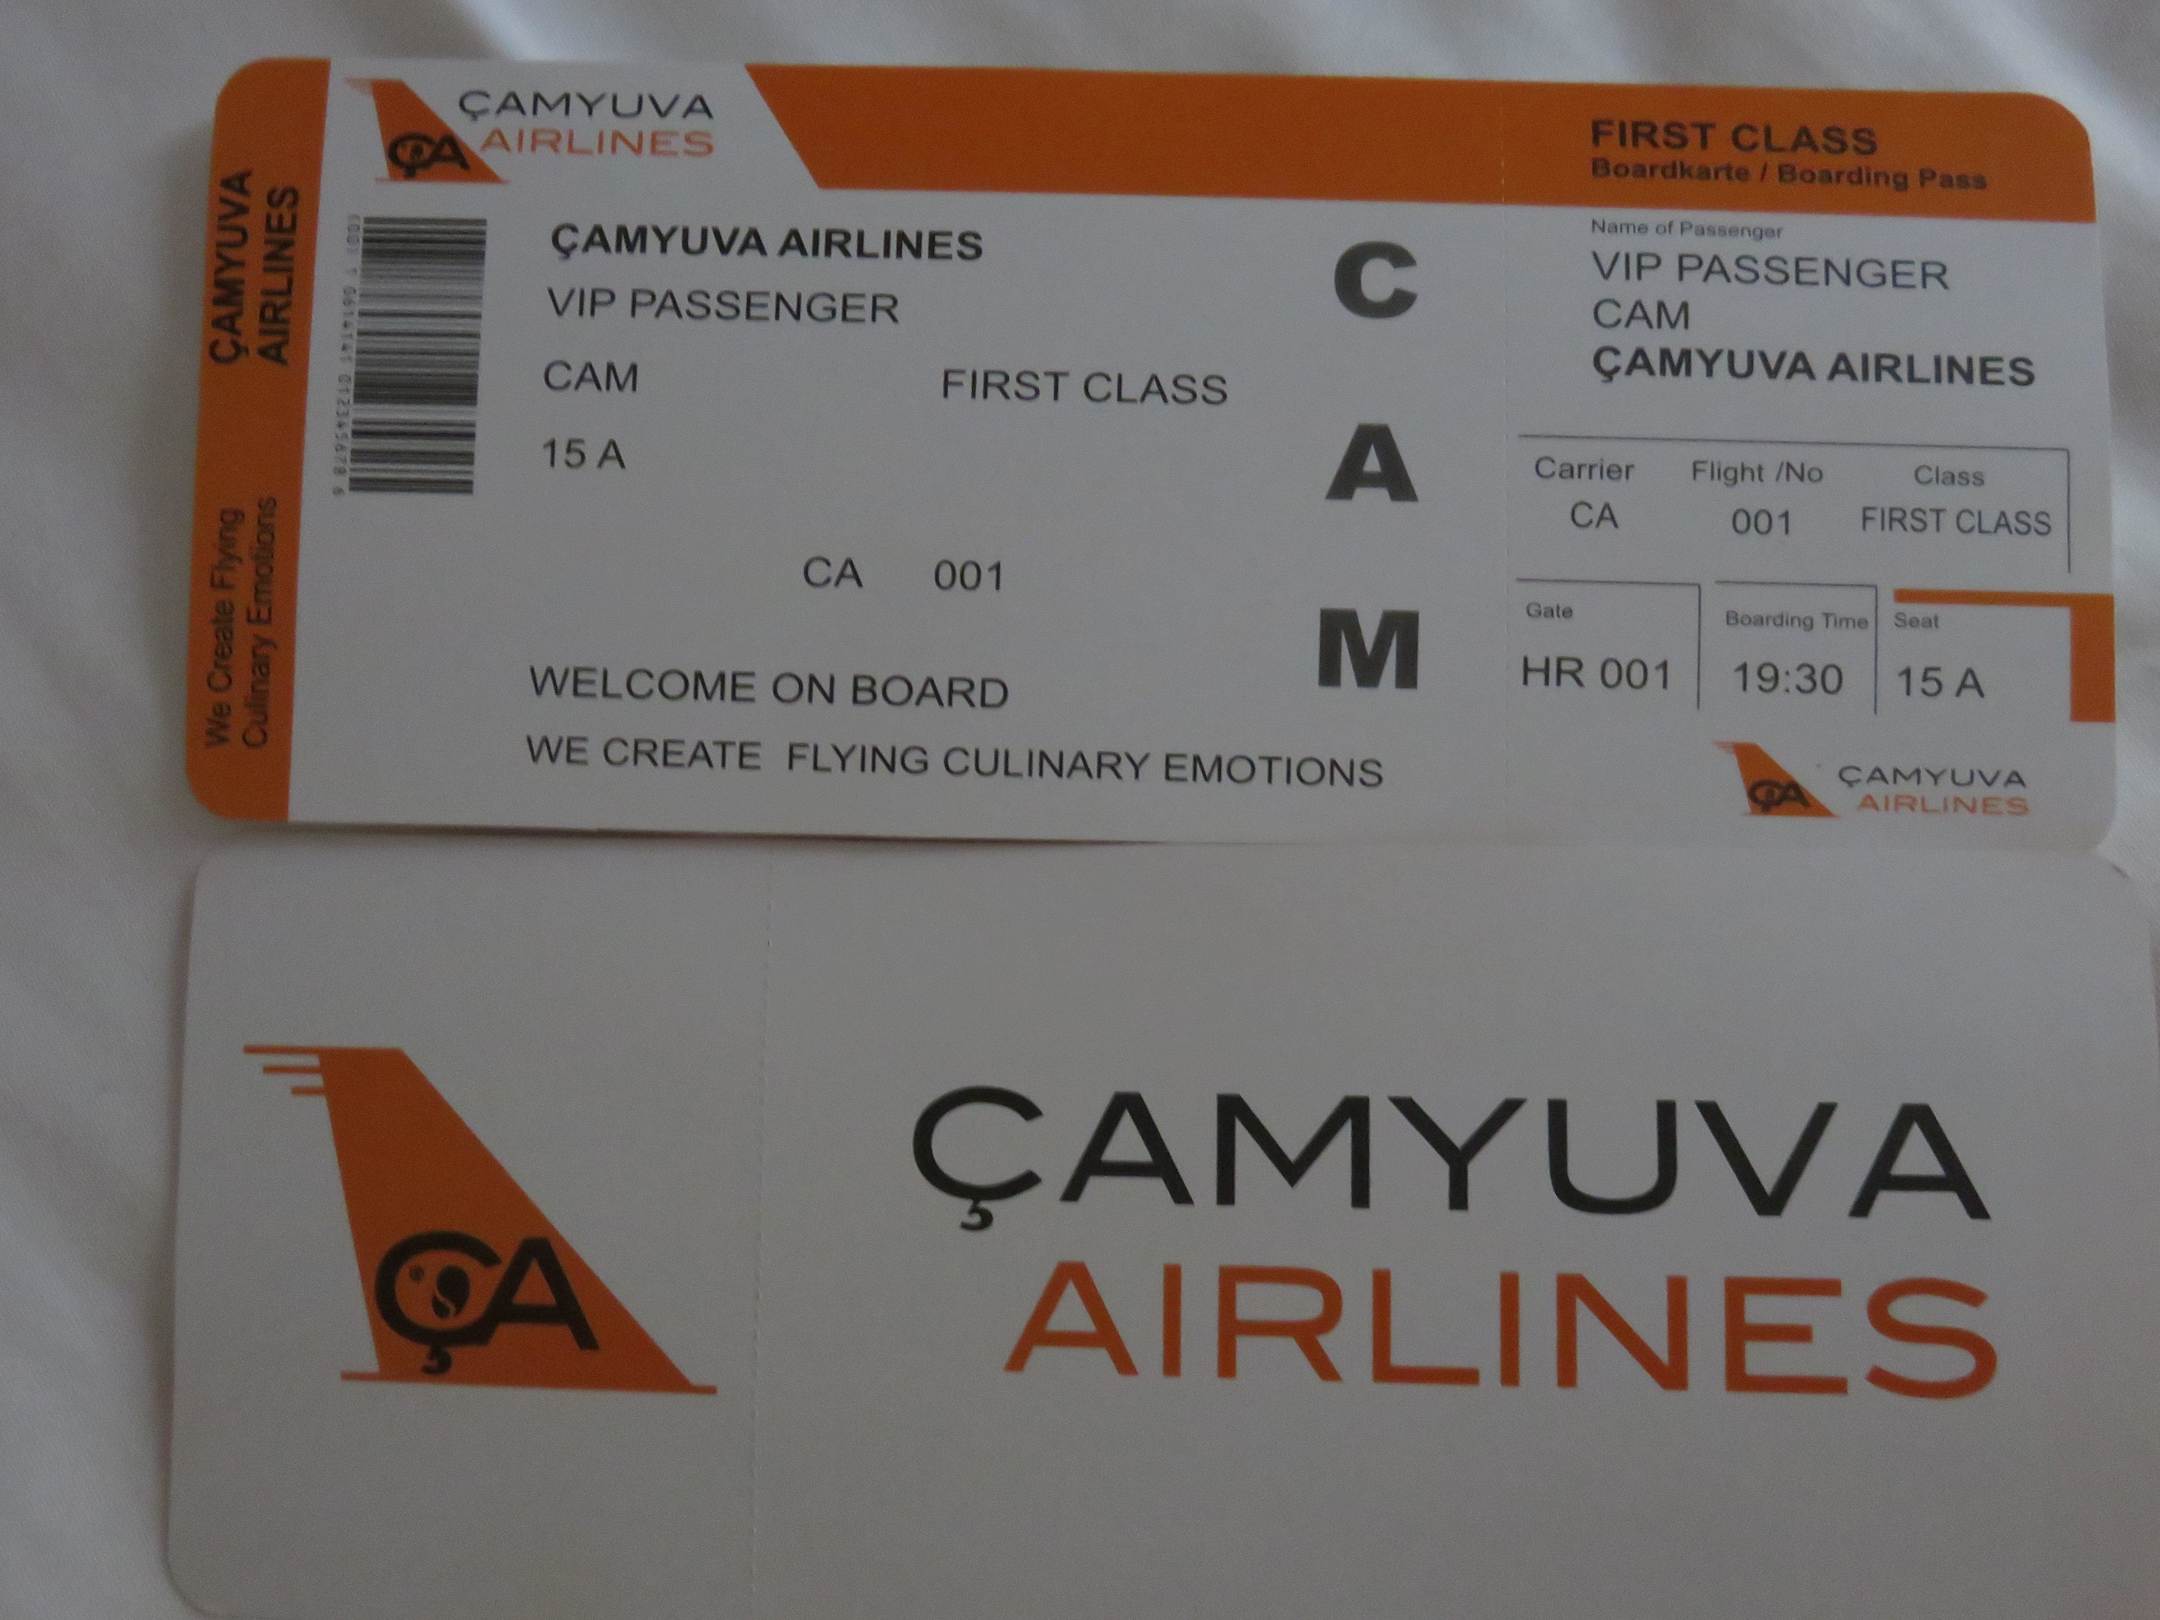 ÇAMYUVA
AIRLINES
ÇA
ÇAMYUVA
AIRLINES
We Create Flying
Culinary Emotions
ÇAMYUVA AIRLINES
VIP PASSENGER
CAM
FIRST CLASS
15 A
CA 001
WELCOME ON BOARD
WE CREATE FLYING CULINARY EMOTIONS
C
A
M
FIRST CLASS
Boardkarte / Boarding Pass
Name of Passenger
VIP PASSENGER
CAM
ÇAMYUVA AIRLINES
Carrier Flight /No Class
CA 001 FIRST CLASS
Gate Boarding Time Seat
HR 001 19:30 15 A
ÇA
ÇAMYUVA
AIRLINES
ÇA
ÇAMYUVA
AIRLINES